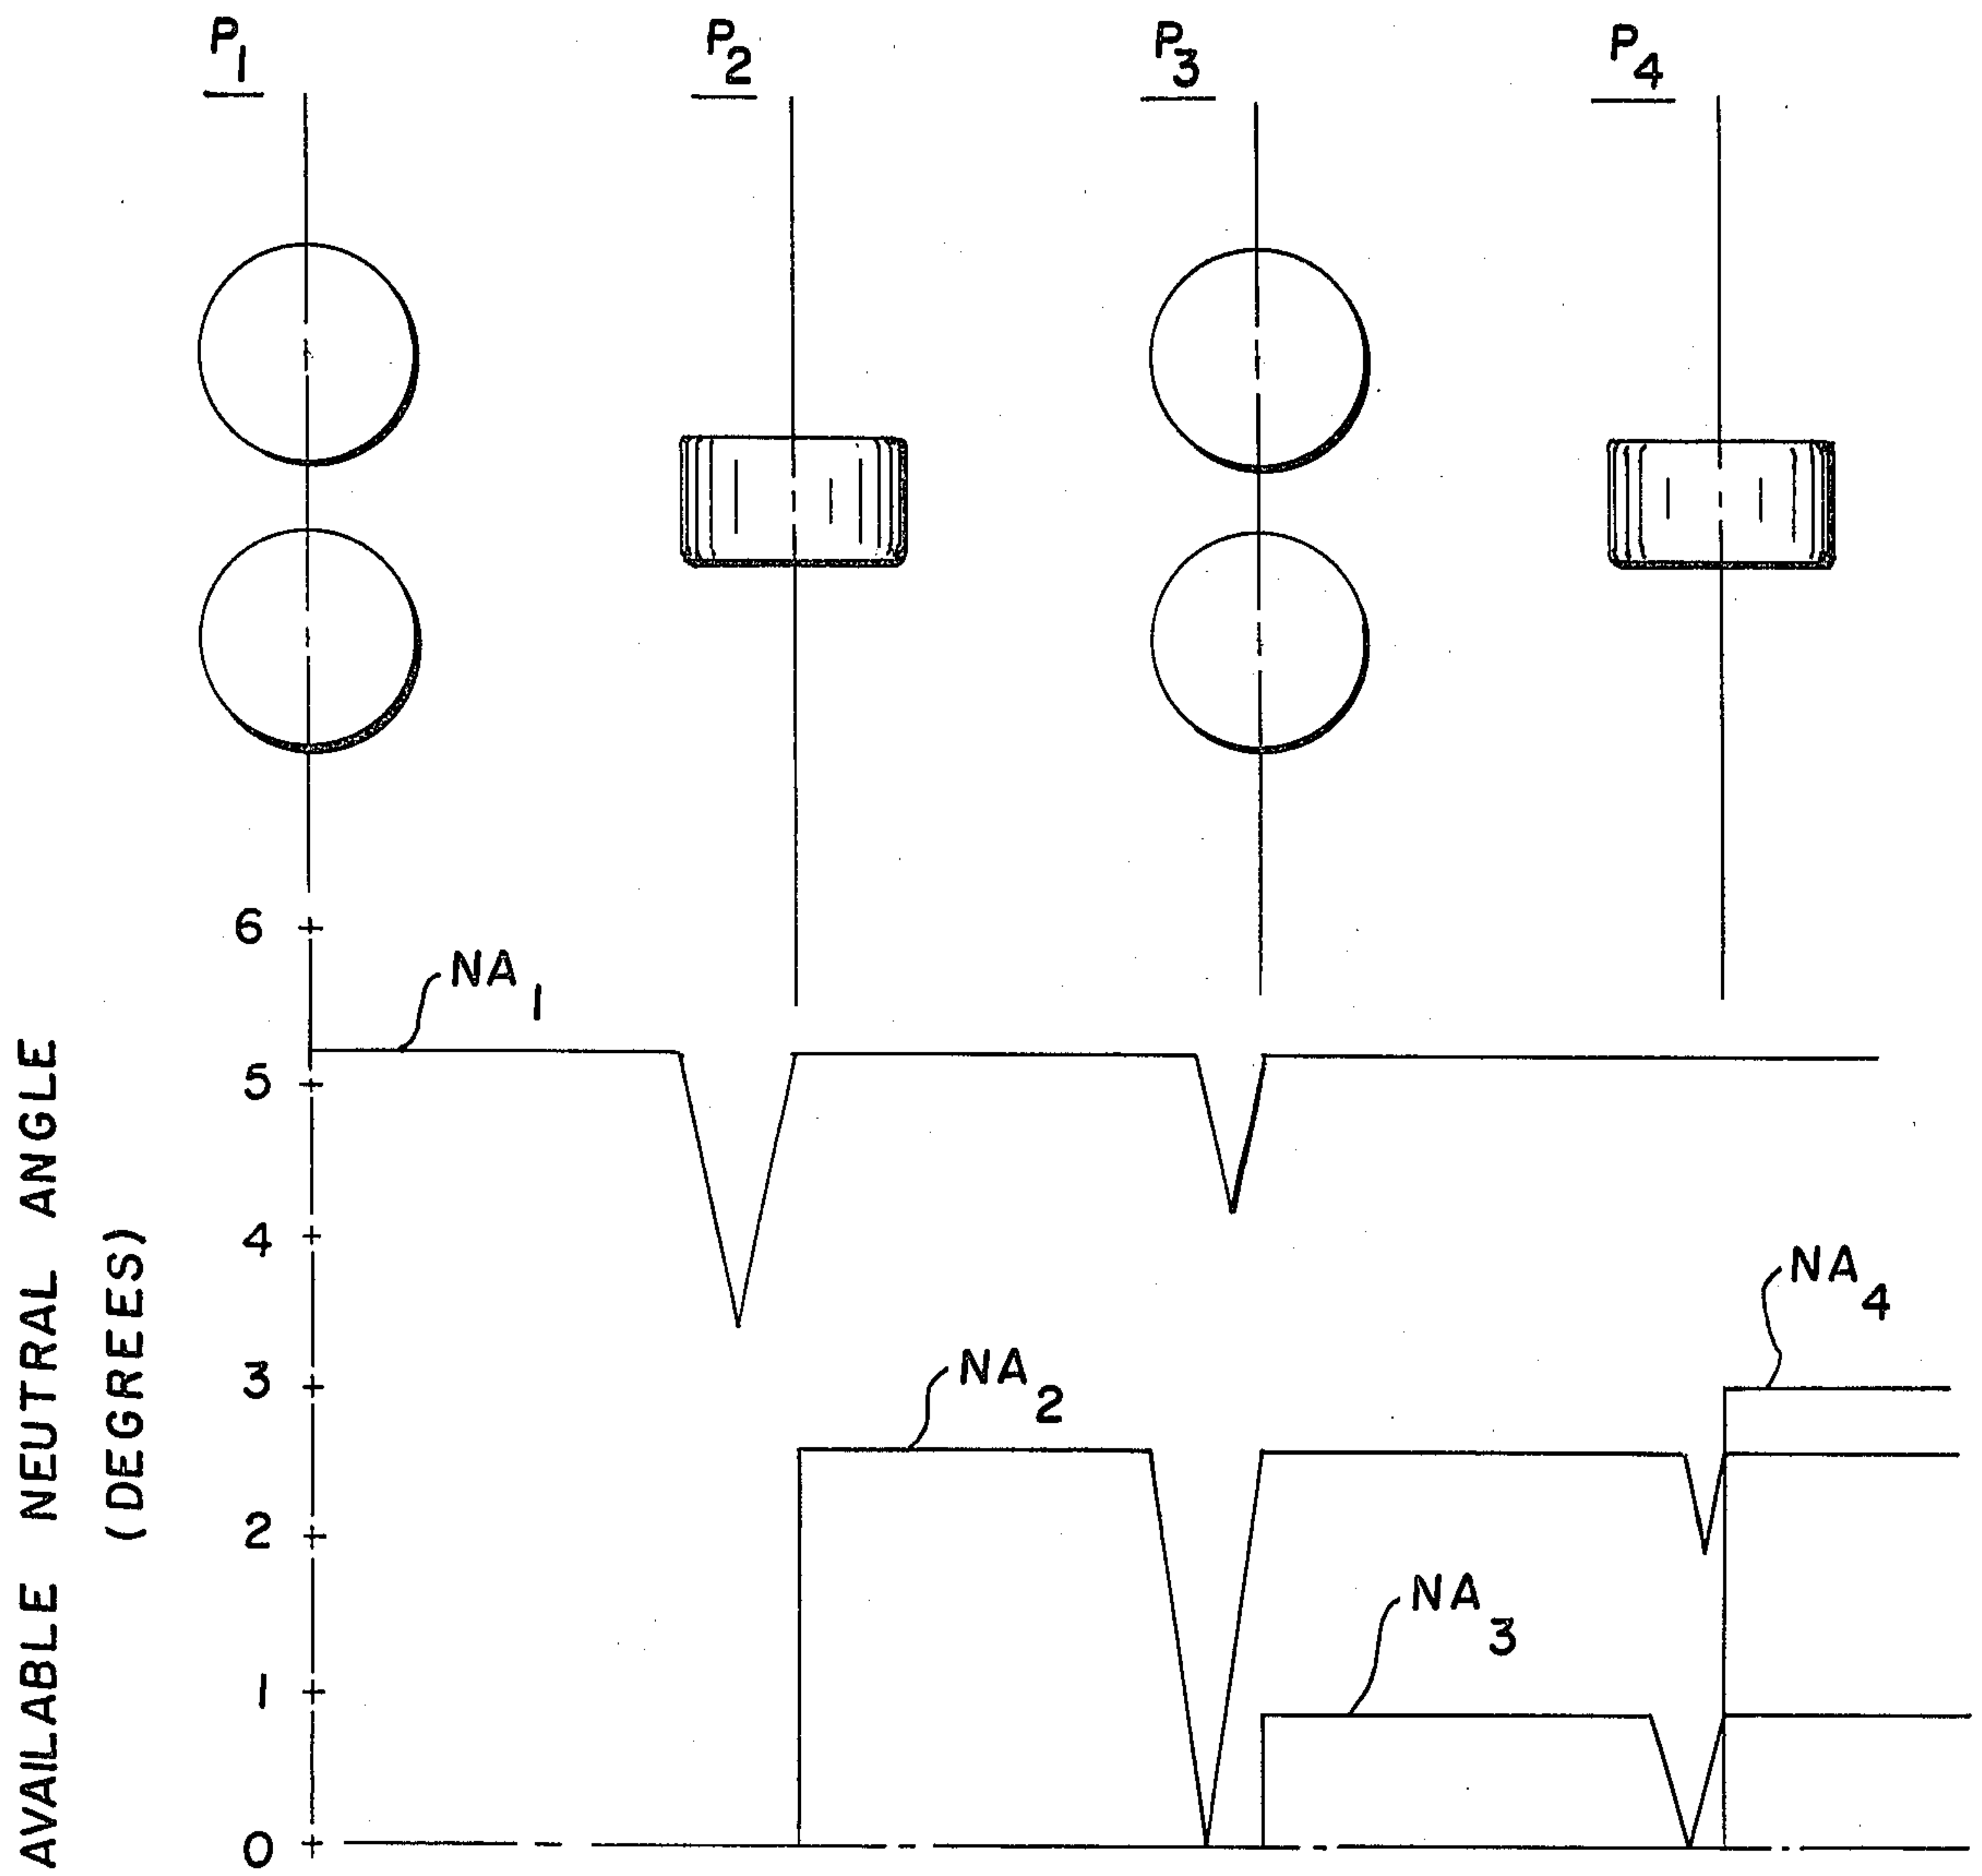 P1
P2
P3
P4
6
5
4
3
2
1
0
NA1
NA2
NA3
NA4
AVAILABLE NEUTRAL ANGLE
(DEGREES)